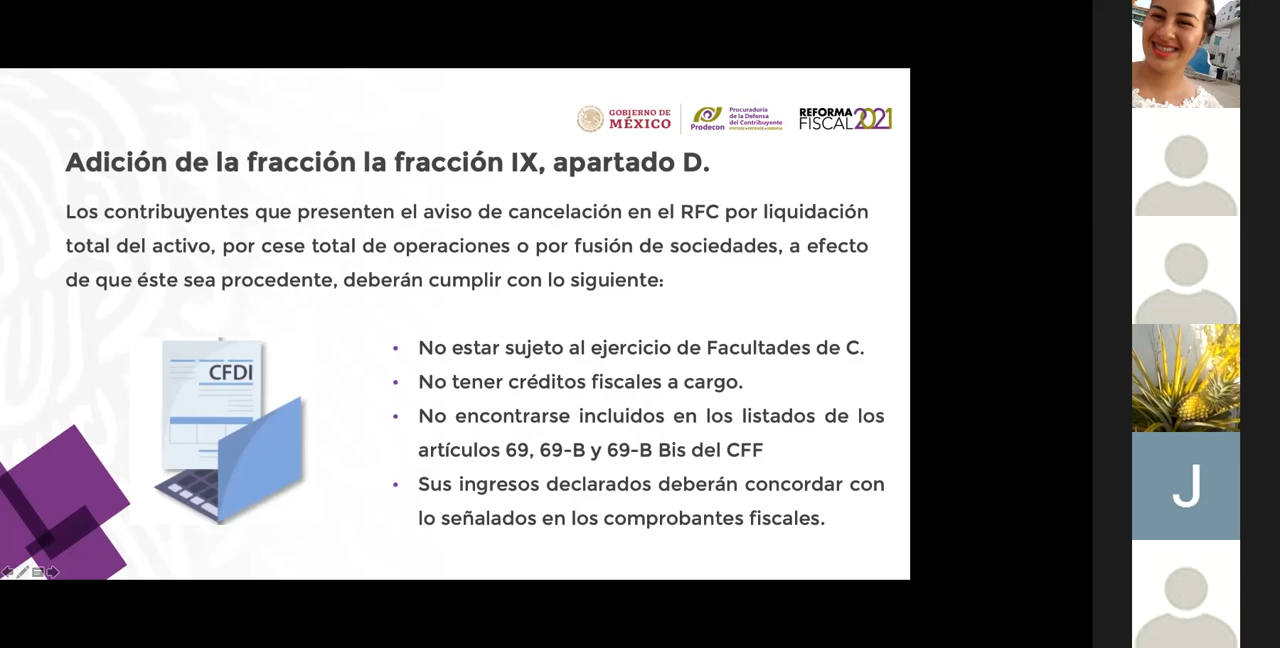 GOBIERNO DE
MÉXICO
Prodecon
Procuraduría
de la Defensa
del Contribuyente
REFORMA
FISCAL 2021
Adición de la fracción la fracción IX, apartado D.
Los contribuyentes que presenten el aviso de cancelación en el RFC por liquidación
total del activo, por cese total de operaciones o por fusión de sociedades, a efecto
de que éste sea procedente, deberán cumplir con lo siguiente:
CFDI
• No estar sujeto al ejercicio de Facultades de C.
• No tener créditos fiscales a cargo.
• No encontrarse incluidos en los listados de los
artículos 69, 69-B y 69-B Bis del CFF
• Sus ingresos declarados deberán concordar con
lo señalados en los comprobantes fiscales.
J